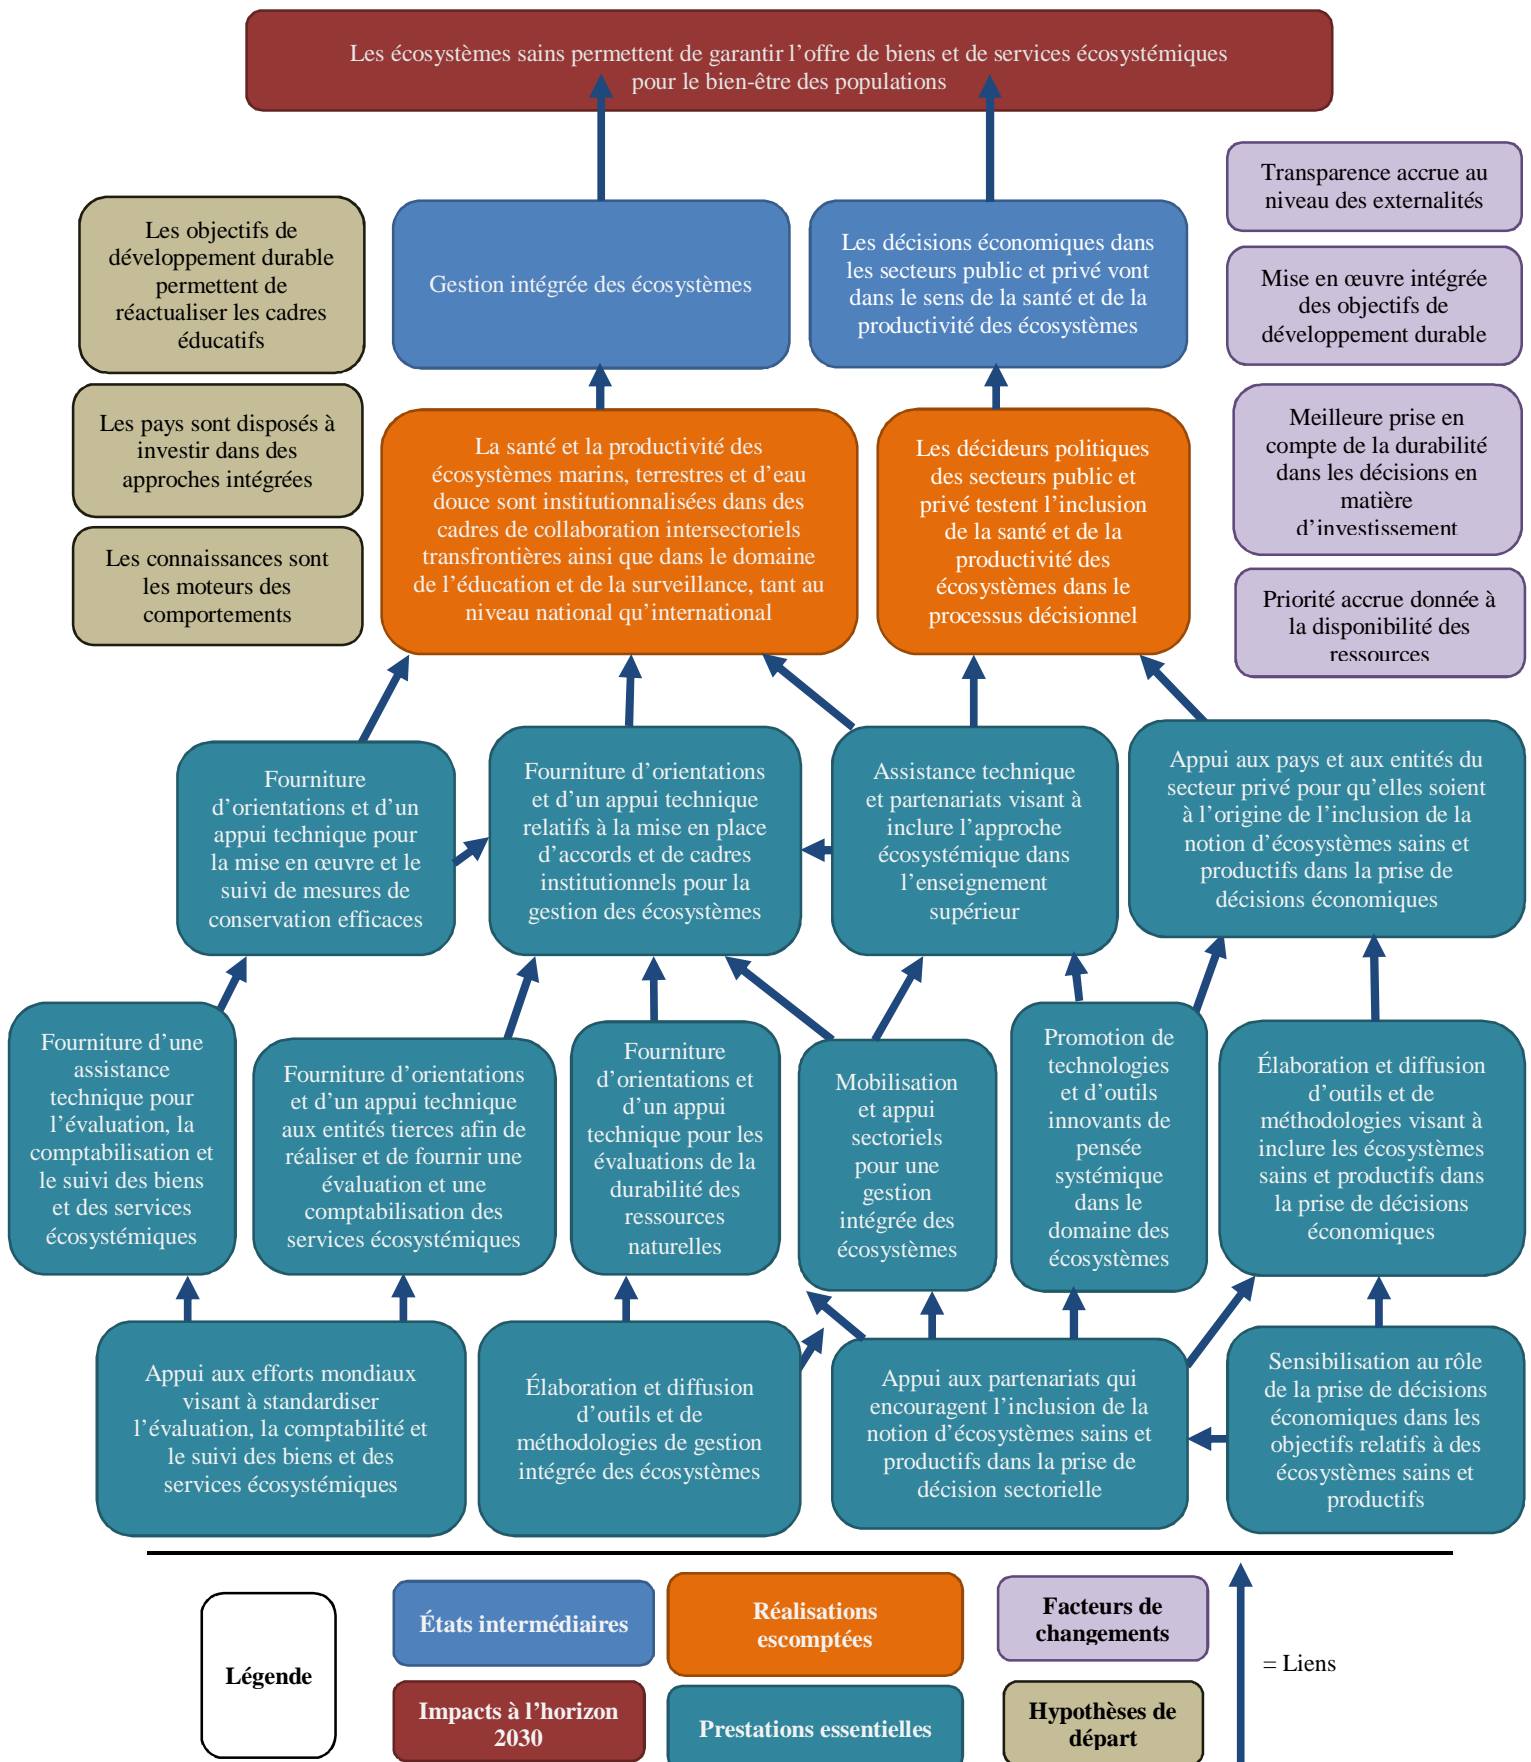 Les écosystèmes sains permettent de garantir l’offre de biens et de services écosystémiques
pour le bien-être des populations
Transparence accrue au
niveau des externalités
Les objectifs de
développement durable
permettent de
réactualiser les cadres
éducatifs
Gestion intégrée des écosystèmes
Les décisions économiques dans
les secteurs public et privé vont
dans le sens de la santé et de la
productivité des écosystèmes
Mise en œuvre intégrée
des objectifs de
développement durable
Les pays sont disposés à
investir dans des
approches intégrées
La santé et la productivité des
écosystèmes marins, terrestres et d’eau
douce sont institutionnalisées dans des
cadres de collaboration intersectoriels
transfrontières ainsi que dans le domaine
de l’éducation et de la surveillance, tant au
niveau national qu’international
Les décideurs politiques
des secteurs public et
privé testent l’inclusion
de la santé et de la
productivité des
écosystèmes dans le
processus décisionnel
Meilleure prise en
compte de la durabilité
dans les décisions en
matière
d’investissement
Les connaissances sont
les moteurs des
comportements
Priorité accrue donnée à
la disponibilité des
ressources
Fourniture
d’orientations et d’un
appui technique pour
la mise en œuvre et le
suivi de mesures de
conservation efficaces
Fourniture d’orientations
et d’un appui technique
relatifs à la mise en place
d’accords et de cadres
institutionnels pour la
gestion des écosystèmes
Assistance technique
et partenariats visant à
inclure l’approche
écosystémique dans
l’enseignement
supérieur
Appui aux pays et aux entités du
secteur privé pour qu’elles soient
à l’origine de l’inclusion de la
notion d’écosystèmes sains et
productifs dans la prise de
décisions économiques
Fourniture d’une
assistance
technique pour
l’évaluation, la
comptabilisation et
le suivi des biens
et des services
écosystémiques
Fourniture d’orientations
et d’un appui technique
aux entités tierces afin de
réaliser et de fournir une
évaluation et une
comptabilisation des
services écosystémiques
Fourniture
d’orientations et
d’un appui
technique pour les
évaluations de la
durabilité des
ressources
naturelles
Mobilisation
et appui
sectoriels
pour une
gestion
intégrée des
écosystèmes
Promotion de
technologies
et d’outils
innovants de
pensée
systémique
dans le
domaine des
écosystèmes
Élaboration et diffusion
d’outils et de
méthodologies visant à
inclure les écosystèmes
sains et productifs dans
la prise de décisions
économiques
Appui aux efforts mondiaux
visant à standardiser
l’évaluation, la comptabilité et
le suivi des biens et des
services écosystémiques
Élaboration et diffusion
d’outils et de
méthodologies de gestion
intégrée des écosystèmes
Appui aux partenariats qui
encouragent l’inclusion de la
notion d’écosystèmes sains et
productifs dans la prise de
décision sectorielle
Sensibilisation au rôle
de la prise de décisions
économiques dans les
objectifs relatifs à des
écosystèmes sains et
productifs
Légende
États intermédiaires
Réalisations
escomptées
Facteurs de
changements
= Liens
Impacts à l’horizon
2030
Prestations essentielles
Hypothèses de
départ